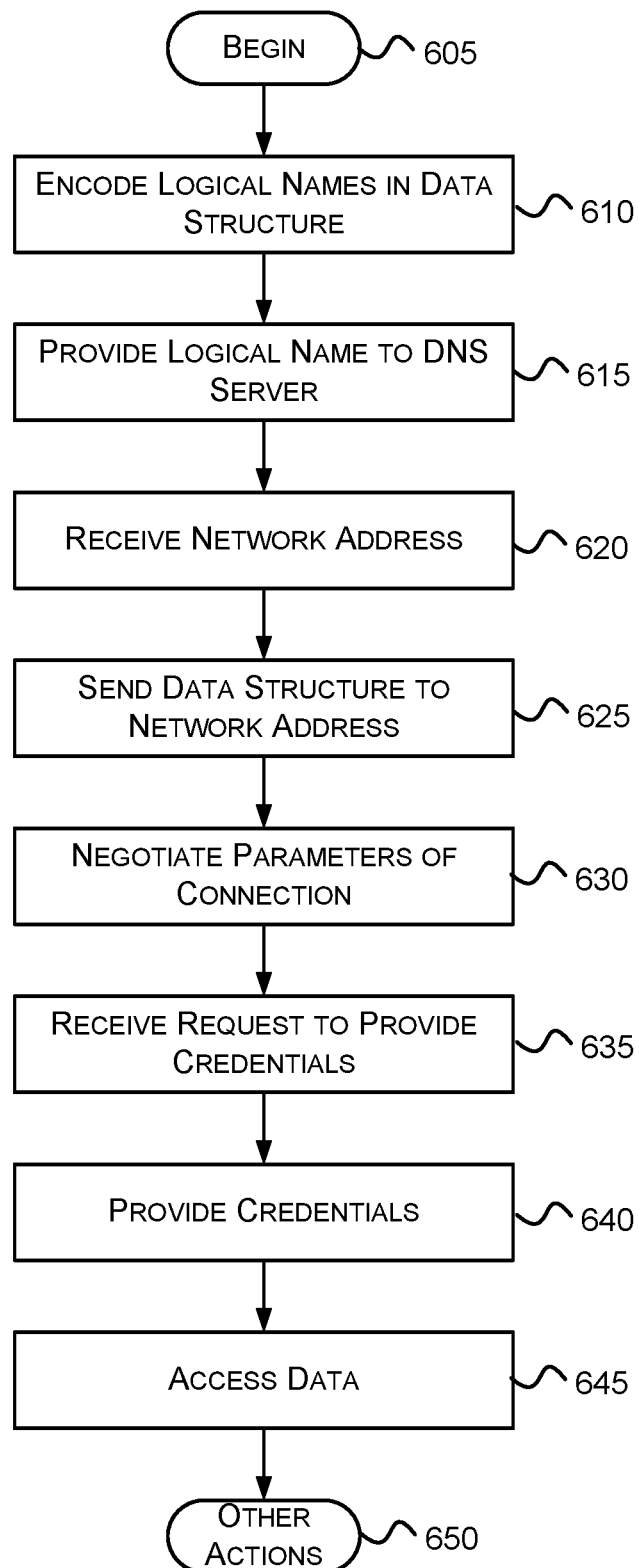 BEGIN
605
ENCODE LOGICAL NAMES IN DATA
STRUCTURE
610
PROVIDE LOGICAL NAME TO DNS
SERVER
615
RECEIVE NETWORK ADDRESS
620
SEND DATA STRUCTURE TO
NETWORK ADDRESS
625
NEGOTIATE PARAMETERS OF
CONNECTION
630
RECEIVE REQUEST TO PROVIDE
CREDENTIALS
635
PROVIDE CREDENTIALS
640
ACCESS DATA
645
OTHER
ACTIONS
650